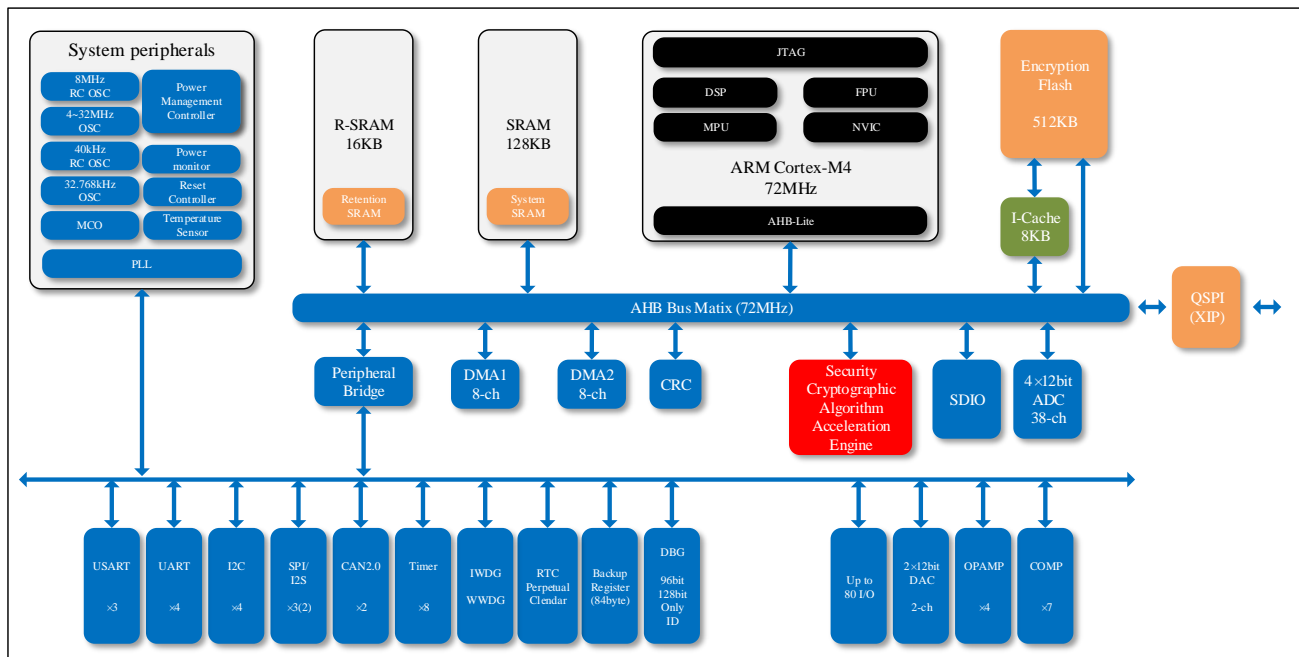 System peripherals
8MHz
RC OSC
4~32MHz
OSC
40kHz
RC OSC
32.768kHz
OSC
MCO
Power
Management
Controller
Power
monitor
Reset
Controller
Temperature
Sensor
PLL
R-SRAM
16KB
Retention
SRAM
SRAM
128KB
System
SRAM
JTAG
DSP
FPU
MPU
NVIC
ARM Cortex-M4
72MHz
AHB-Lite
Encryption
Flash
512KB
I-Cache
8KB
AHB Bus Matix (72MHz)
QSPI
(XIP)
Peripheral
Bridge
DMA1
8-ch
DMA2
8-ch
CRC
Security
Cryptographic
Algorithm
Acceleration
Engine
SDIO
4×12bit
ADC
38-ch
USART
×3
UART
×4
I2C
×4
SPI/
I2S
×3(2)
CAN2.0
×2
Timer
×8
IWDG
WWDG
RTC
Perpetual
Clendar
Backup
Register
(84byte)
DBG
96bit
128bit
Only
ID
Up to
80 I/O
2×12bit
DAC
2-ch
OPAMP
×4
COMP
×7